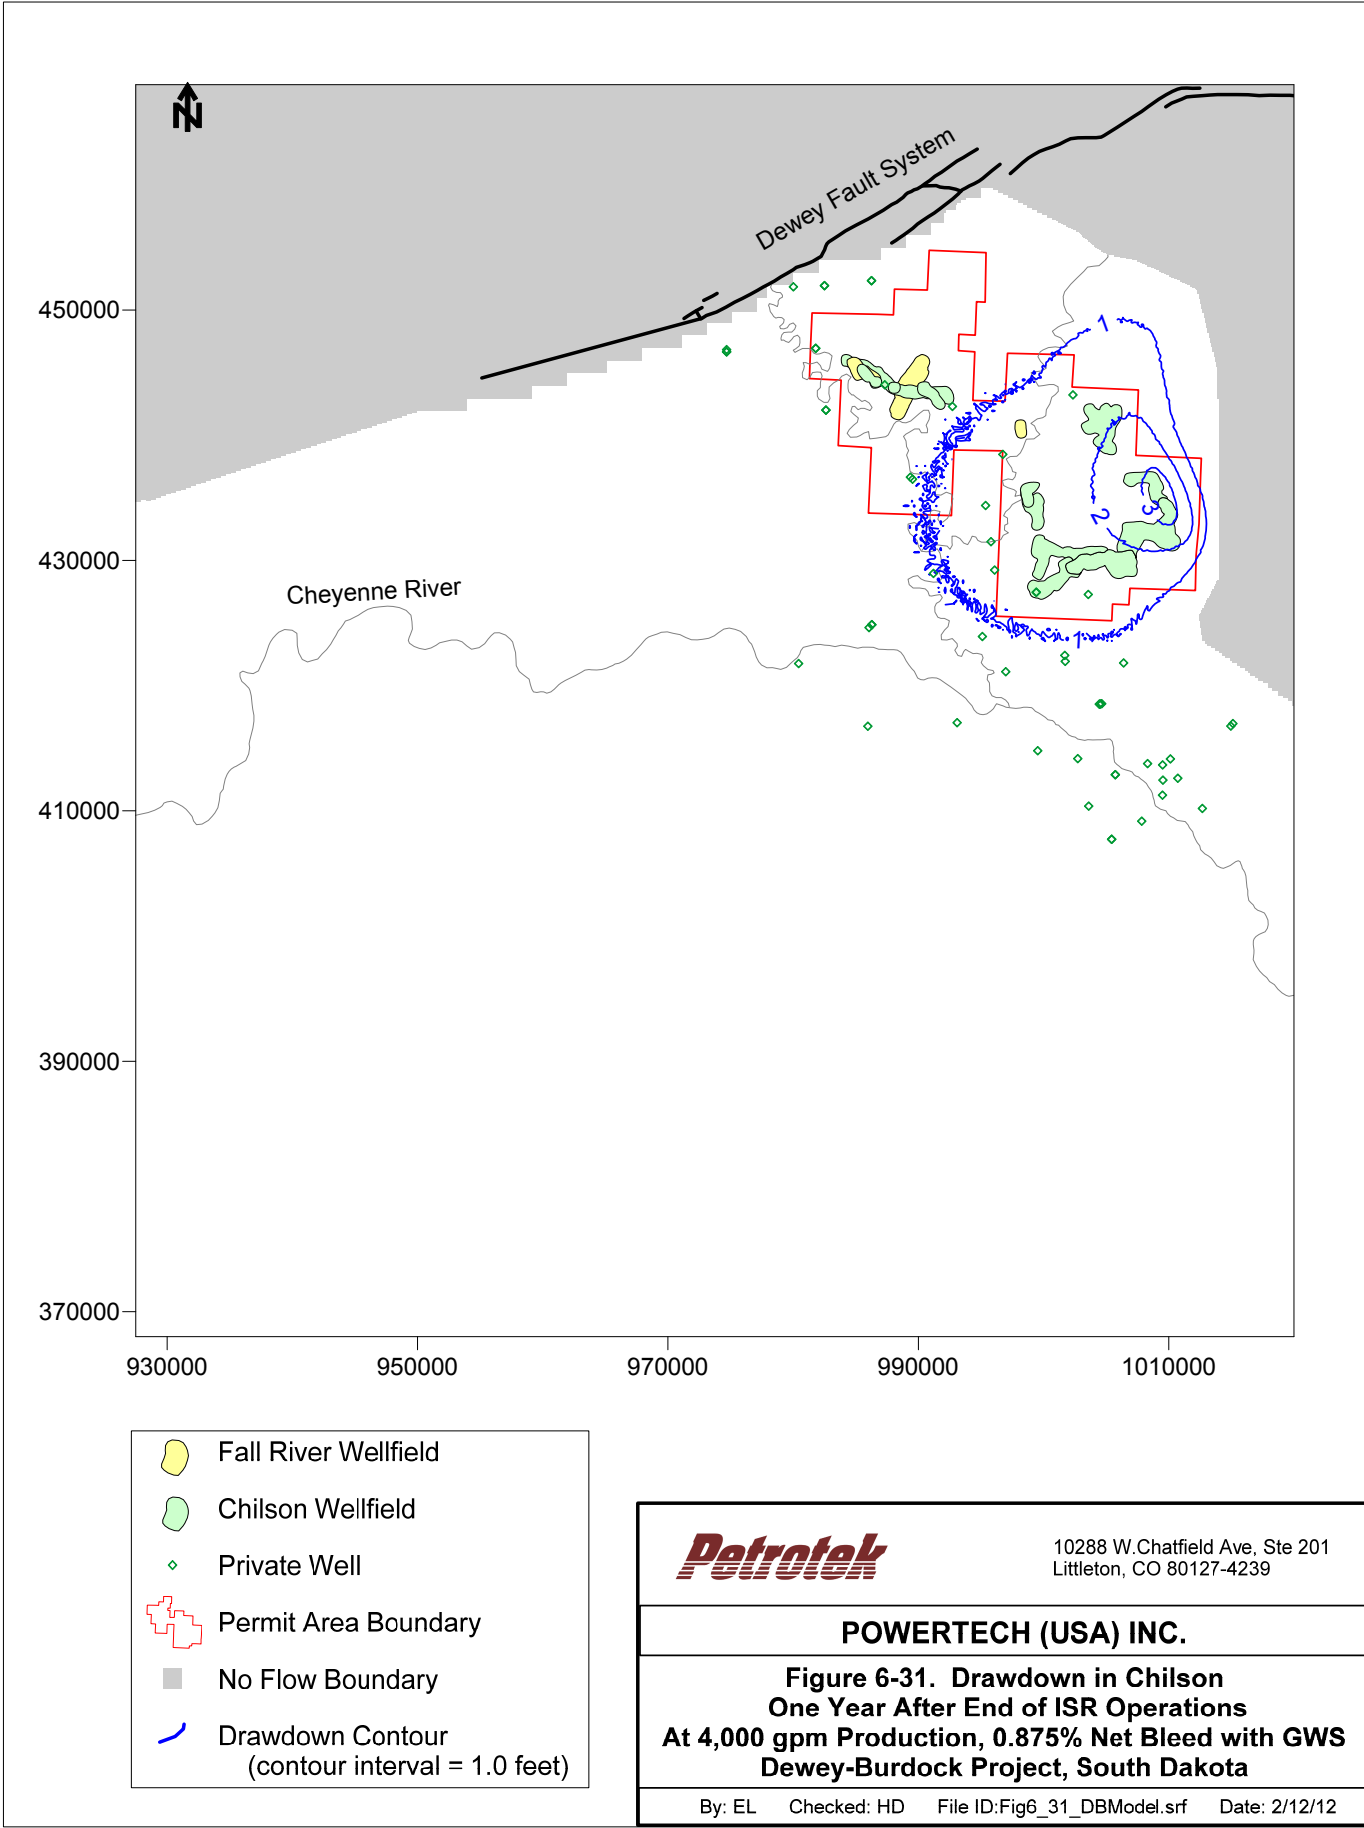 N
Dewey Fault System
450000
1
2
3
430000
Cheyenne River
1
410000
390000
370000
930000
950000
970000
990000
1010000
Fall River Wellfield
Chilson Wellfield
Private Well
Permit Area Boundary
No Flow Boundary
Drawdown Contour
(contour interval = 1.0 feet)
Petrotek
10288 W.Chatfield Ave, Ste 201
Littleton, CO 80127-4239
POWERTECH (USA) INC.
Figure 6-31. Drawdown in Chilson
One Year After End of ISR Operations
At 4,000 gpm Production, 0.875% Net Bleed with GWS
Dewey-Burdock Project, South Dakota
By: EL Checked: HD File ID:Fig6_31_DBModel.srf Date: 2/12/12